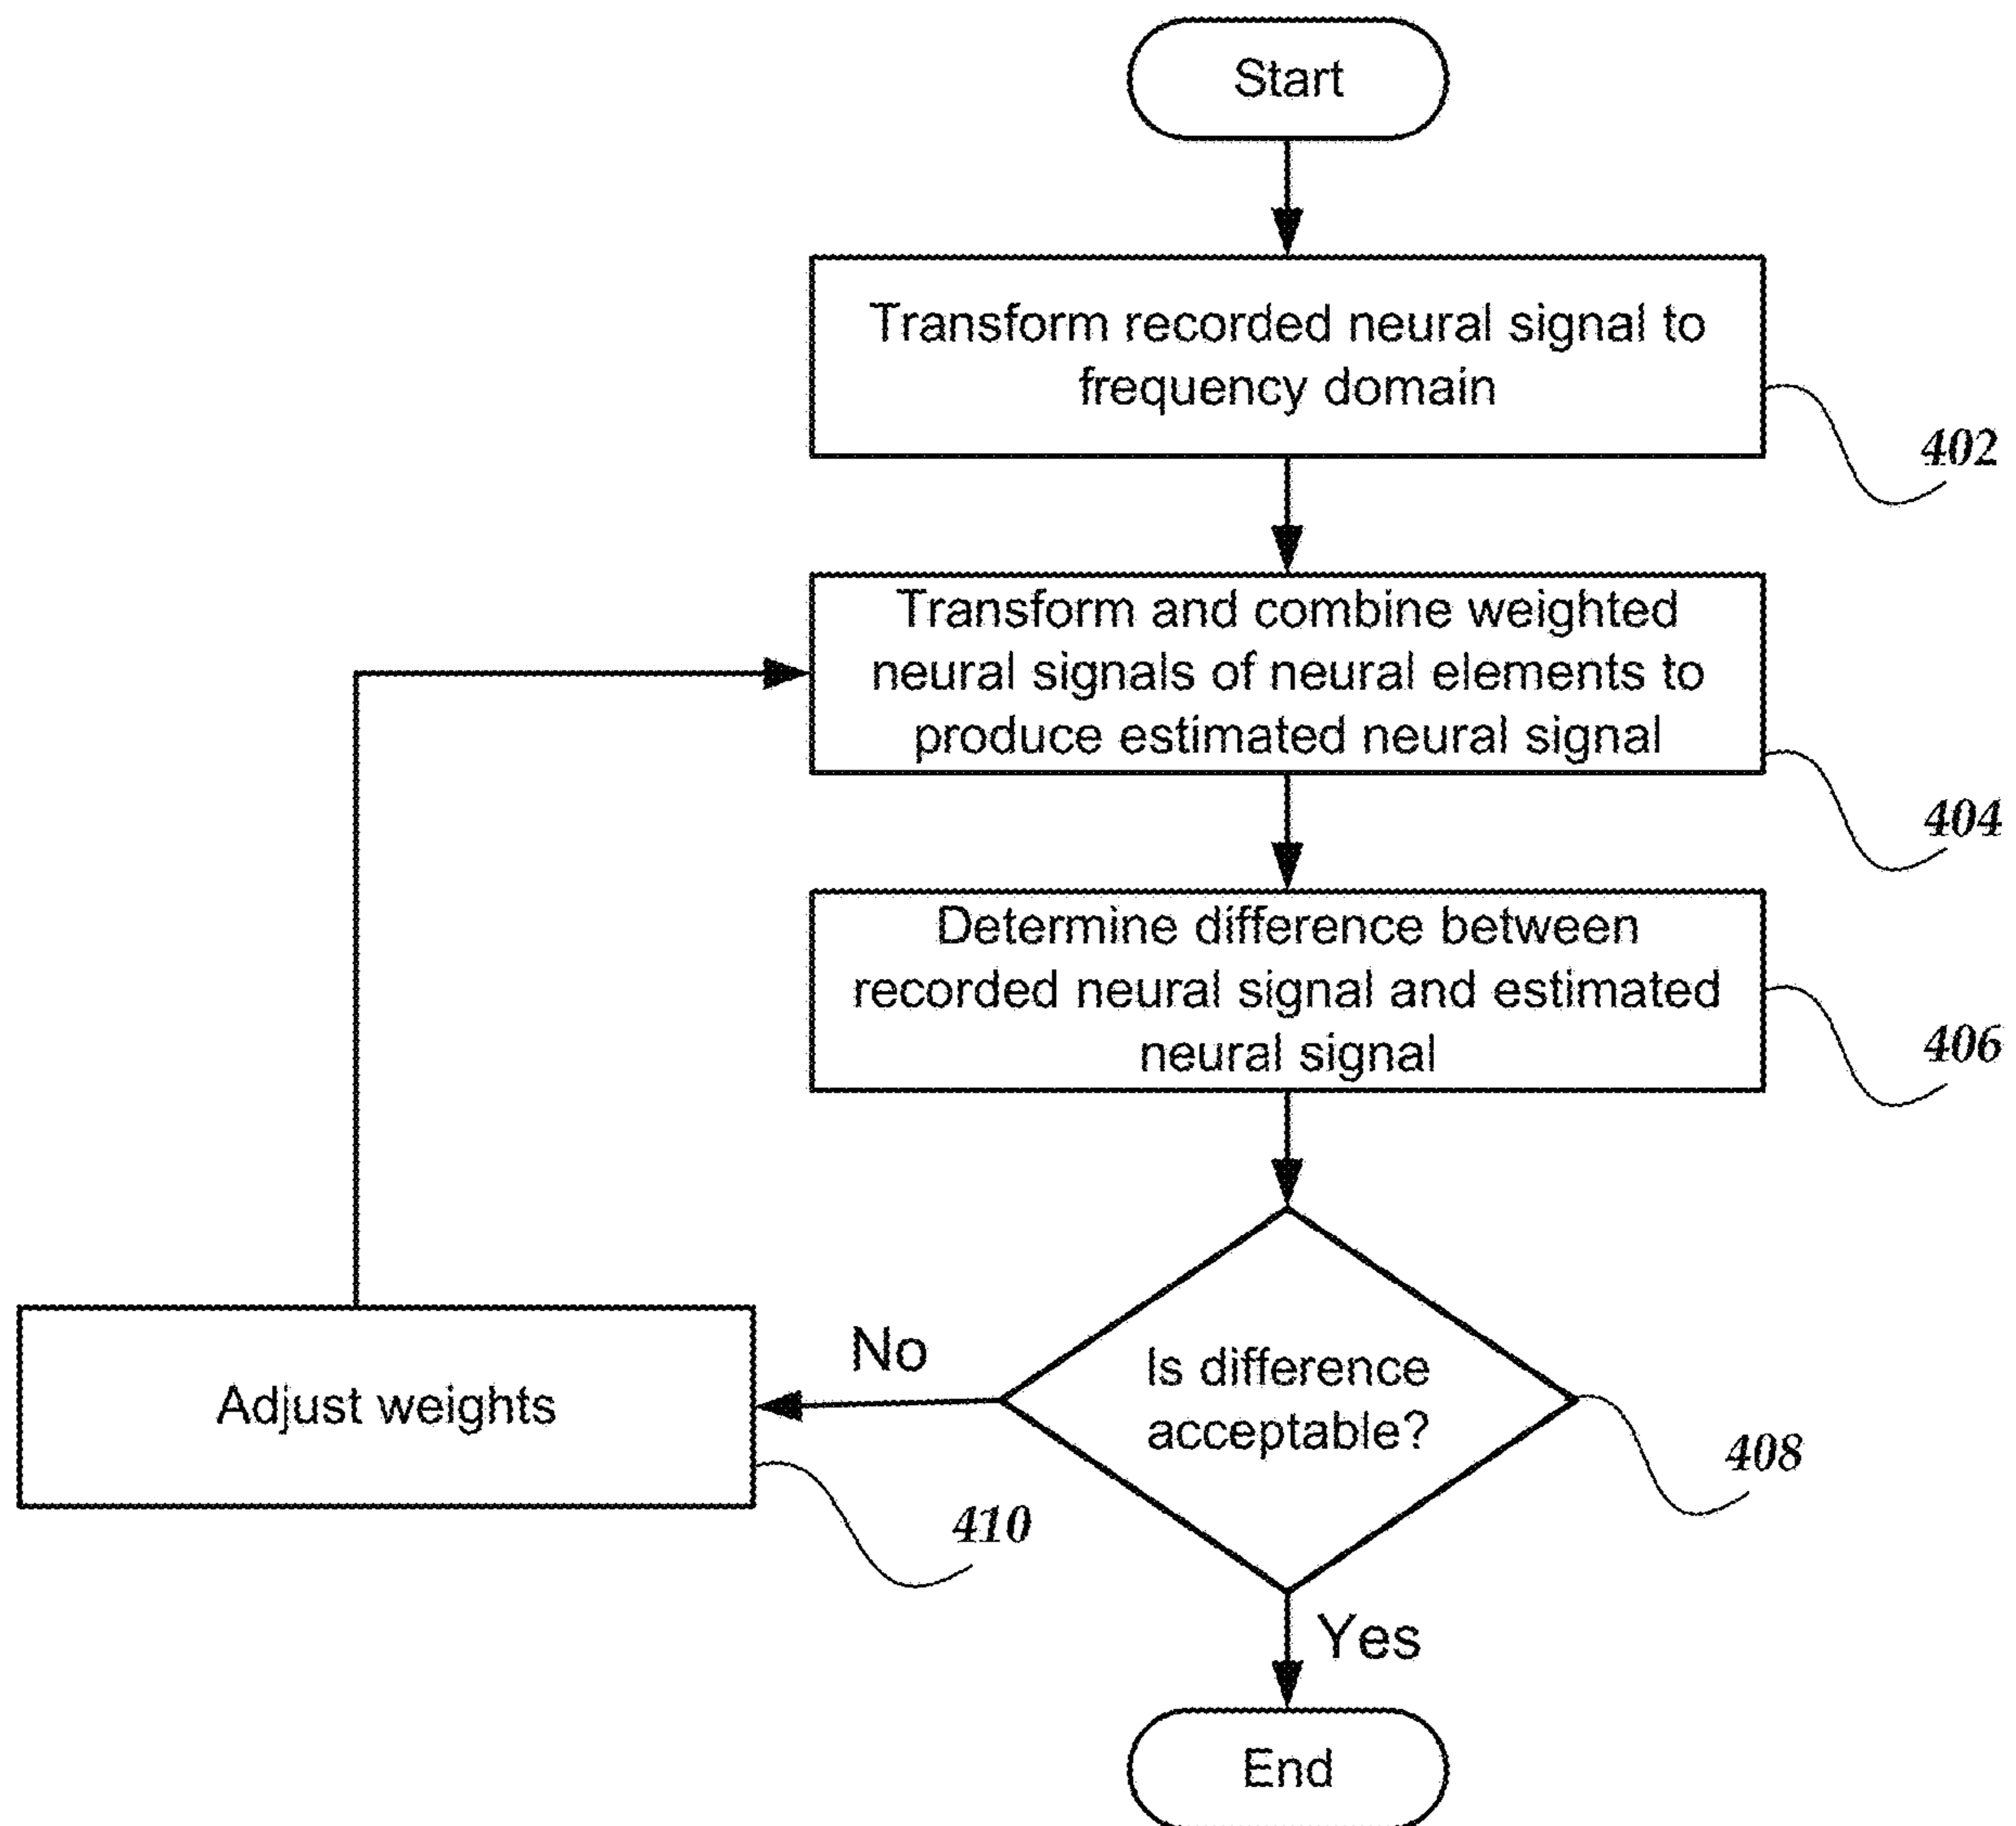 Start
Transform recorded neural signal to
frequency domain
402
Transform and combine weighted
neural signals of neural elements to
produce estimated neural signal
404
Determine difference between
recorded neural signal and estimated
neural signal
406
Is difference
acceptable?
408
No
Adjust weights
410
Yes
End